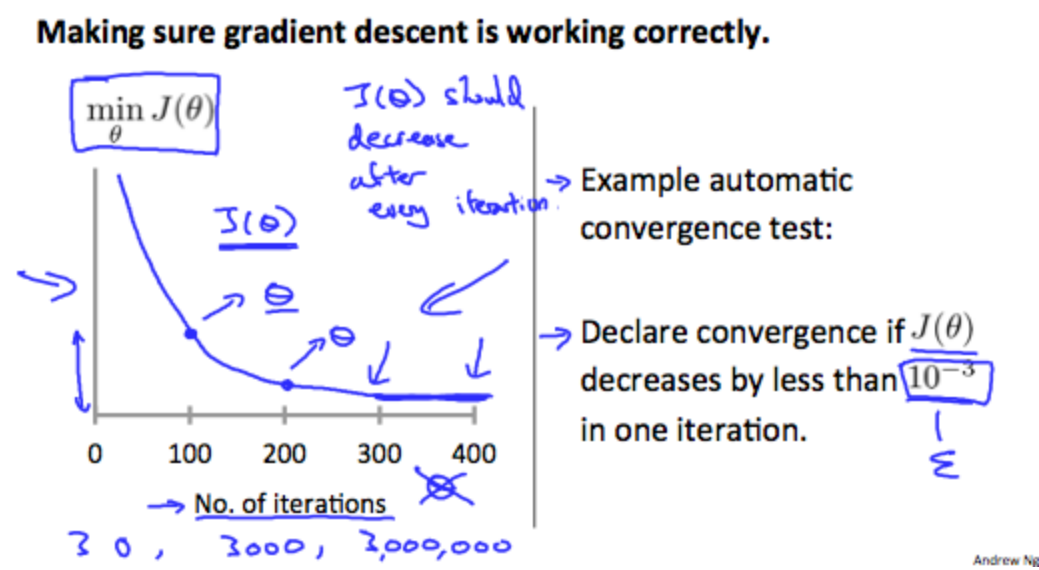 Making sure gradient descent is working correctly.
min J(θ)
θ
J(θ) should
decrease
after
every iteration.
J(θ)
θ
θ
0 100 200 300 400
No. of iterations
θ
30, 3000, 3,000,000
Example automatic
convergence test:
Declare convergence if J(θ)
decreases by less than 10⁻³
in one iteration.
ε
Andrew Ng